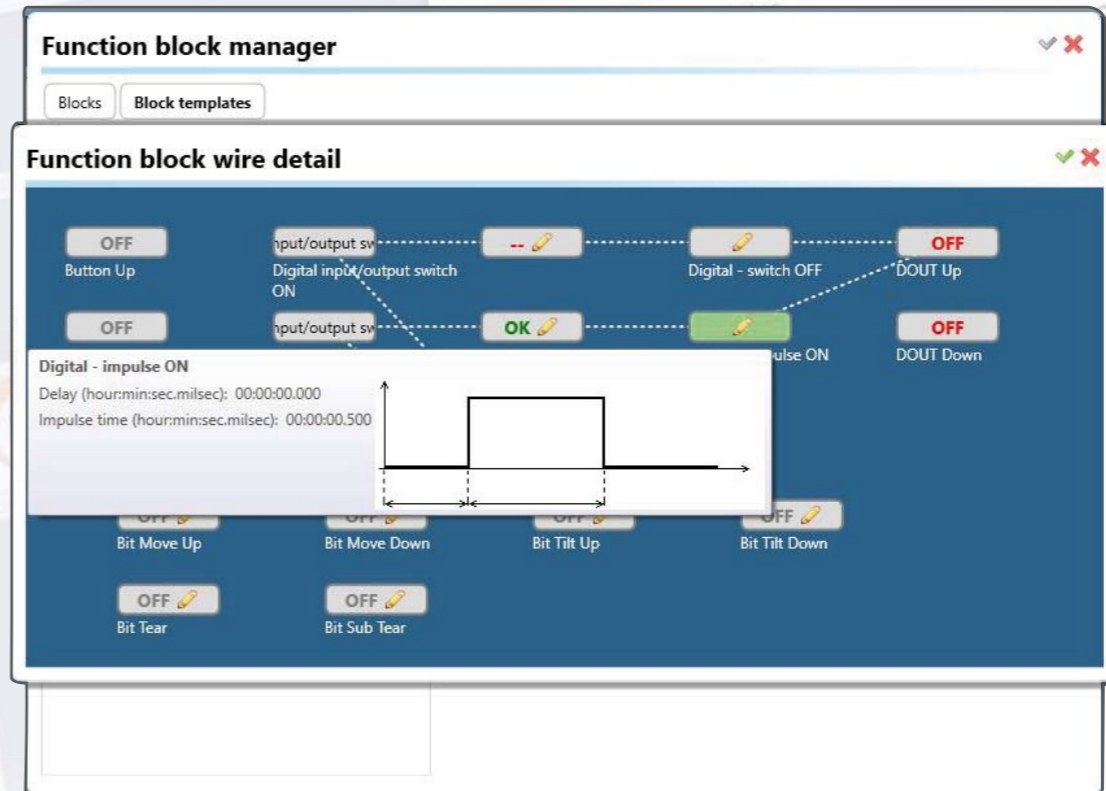 Function block manager
Blocks Block templates
Function block wire detail
OFF nput/output sw -- OFF
Button Up Digital input/output switch Digital - switch OFF DOUT Up
ON
OFF nput/output sw OK OFF
ulse ON DOUT Down
Digital - impulse ON
Delay (hour:min:sec.milsec): 00:00:00.000
Impulse time (hour:min:sec.milsec): 00:00:00.500
OFF OFF OFF OFF
Bit Move Up Bit Move Down Bit Tilt Up Bit Tilt Down
OFF OFF
Bit Tear Bit Sub Tear